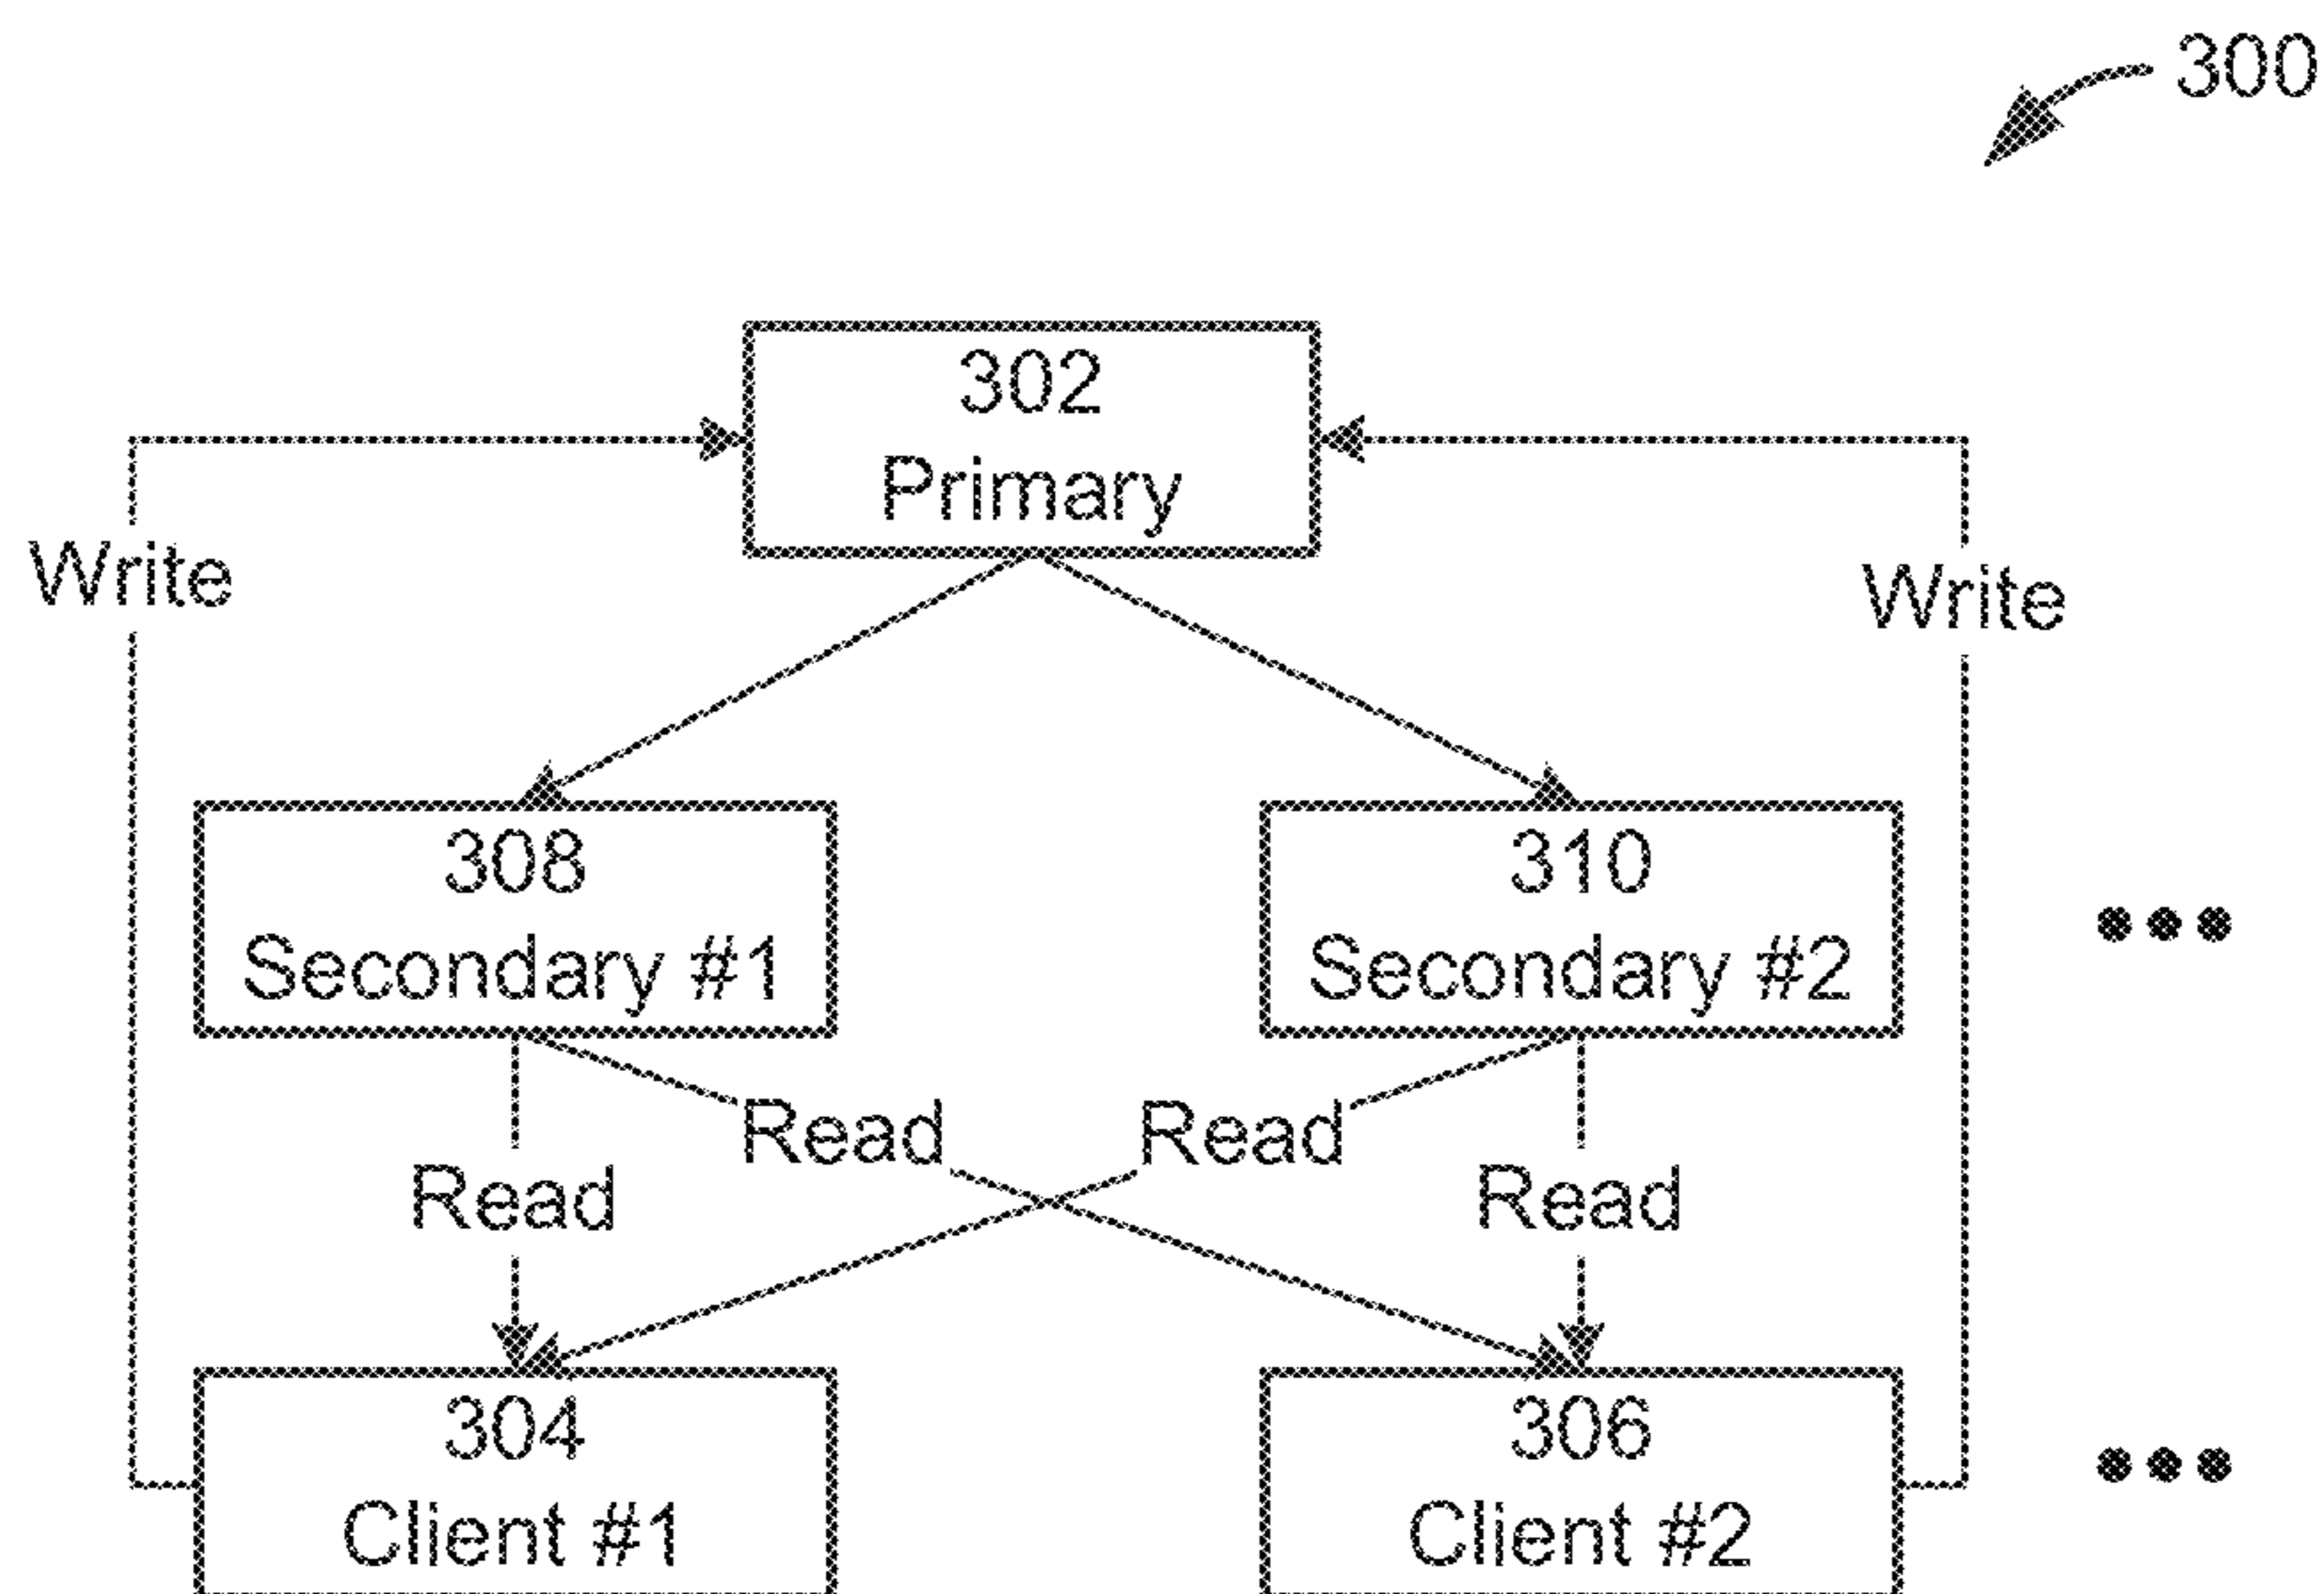 300
302
Primary
Write
Write
308
Secondary #1
310
Secondary #2
Read
Read
Read
Read
304
Client #1
306
Client #2